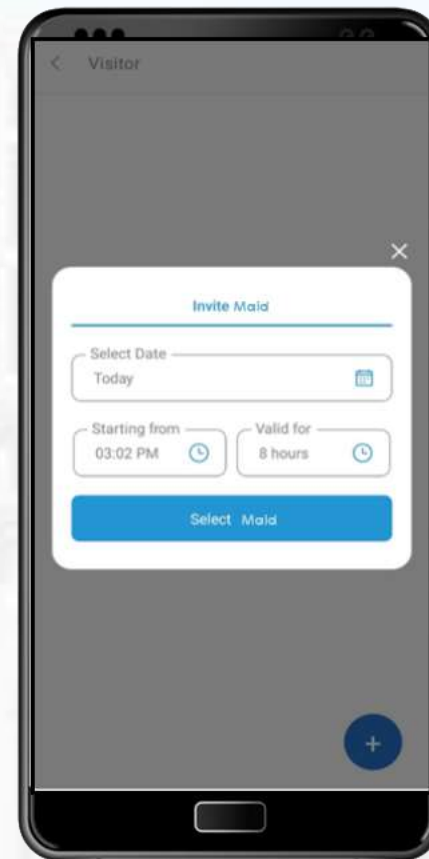 Visitor
Invite Maid
Select Date
Today
Starting from
Valid for
03:02 PM
8 hours
Select Maid